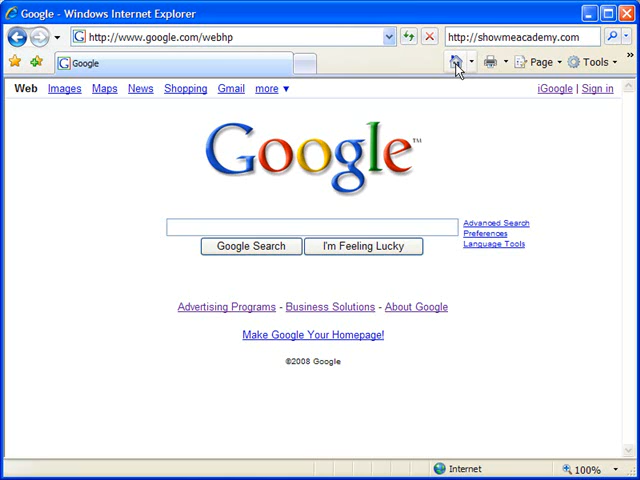 Google - Windows Internet Explorer
http://www.google.com/webhp
http://showmeacademy.com
Google
Page
Tools
Web Images Maps News Shopping Gmail more ▼
iGoogle | Sign in
Google™
Advanced Search
Preferences
Language Tools
Google Search
I'm Feeling Lucky
Advertising Programs - Business Solutions - About Google
Make Google Your Homepage!
©2008 Google
Internet
100%